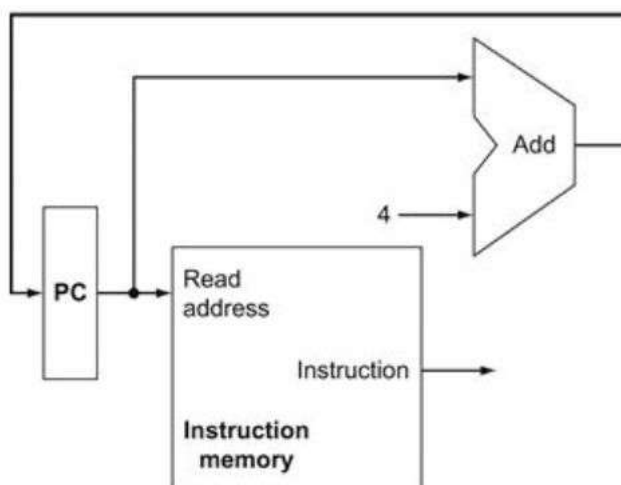 Add
4
PC
Read
address
Instruction
Instruction
memory